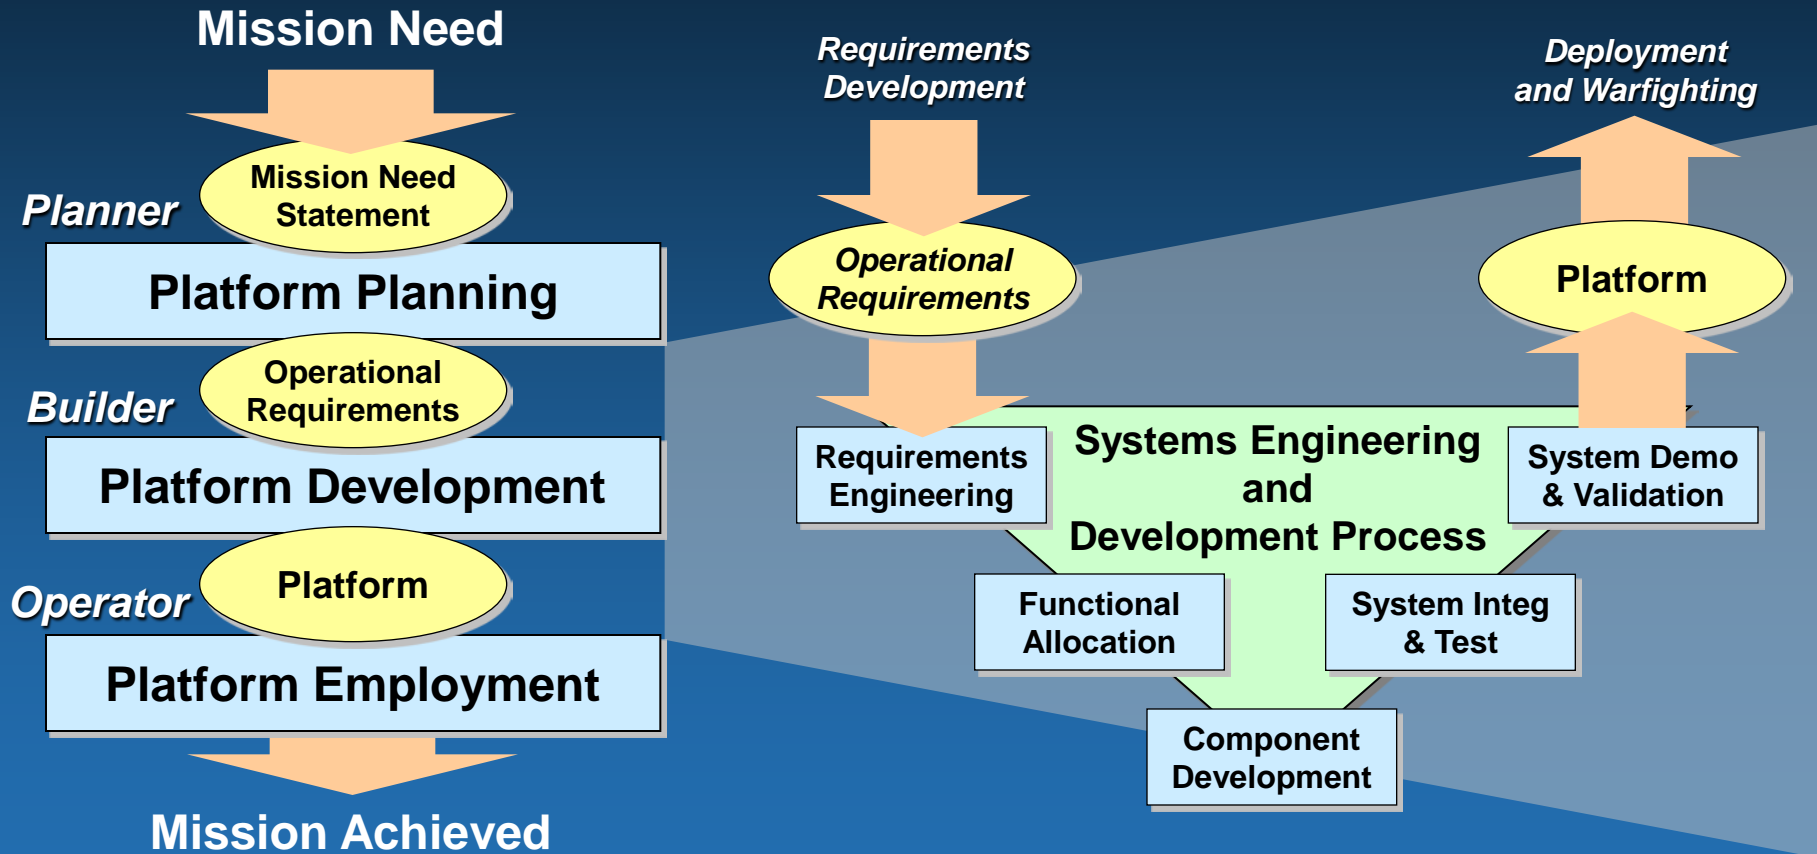 Mission Need
Mission Need
Statement
Planner
Platform Planning
Operational
Requirements
Builder
Platform Development
Platform
Operator
Platform Employment
Mission Achieved
Requirements
Development
Operational
Requirements
Requirements
Engineering
Systems Engineering
and
Development Process
Functional
Allocation
Component
Development
System Integ
& Test
System Demo
& Validation
Platform
Deployment
and Warfighting